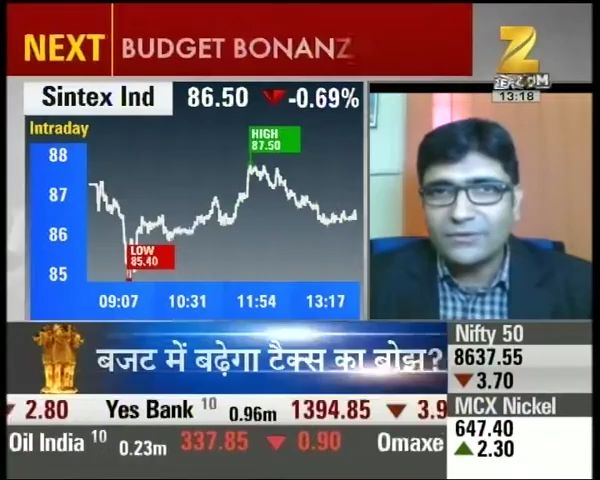 NEXT
BUDGET BONANZ
13:18
Sintex Ind
86.50 -0.69%
Intraday
HIGH
87.50
88
87
86
85
LOW
85.40
09:07 10:31 11:54 13:17
बजट में बढ़ेगा टैक्स का बोझ?
Nifty 50
8637.55
3.70
2.80 Yes Bank 10 0.96m 1394.85 3.9
MCX Nickel
647.40
2.30
Oil India 10 0.23m 337.85 0.90 Omaxe